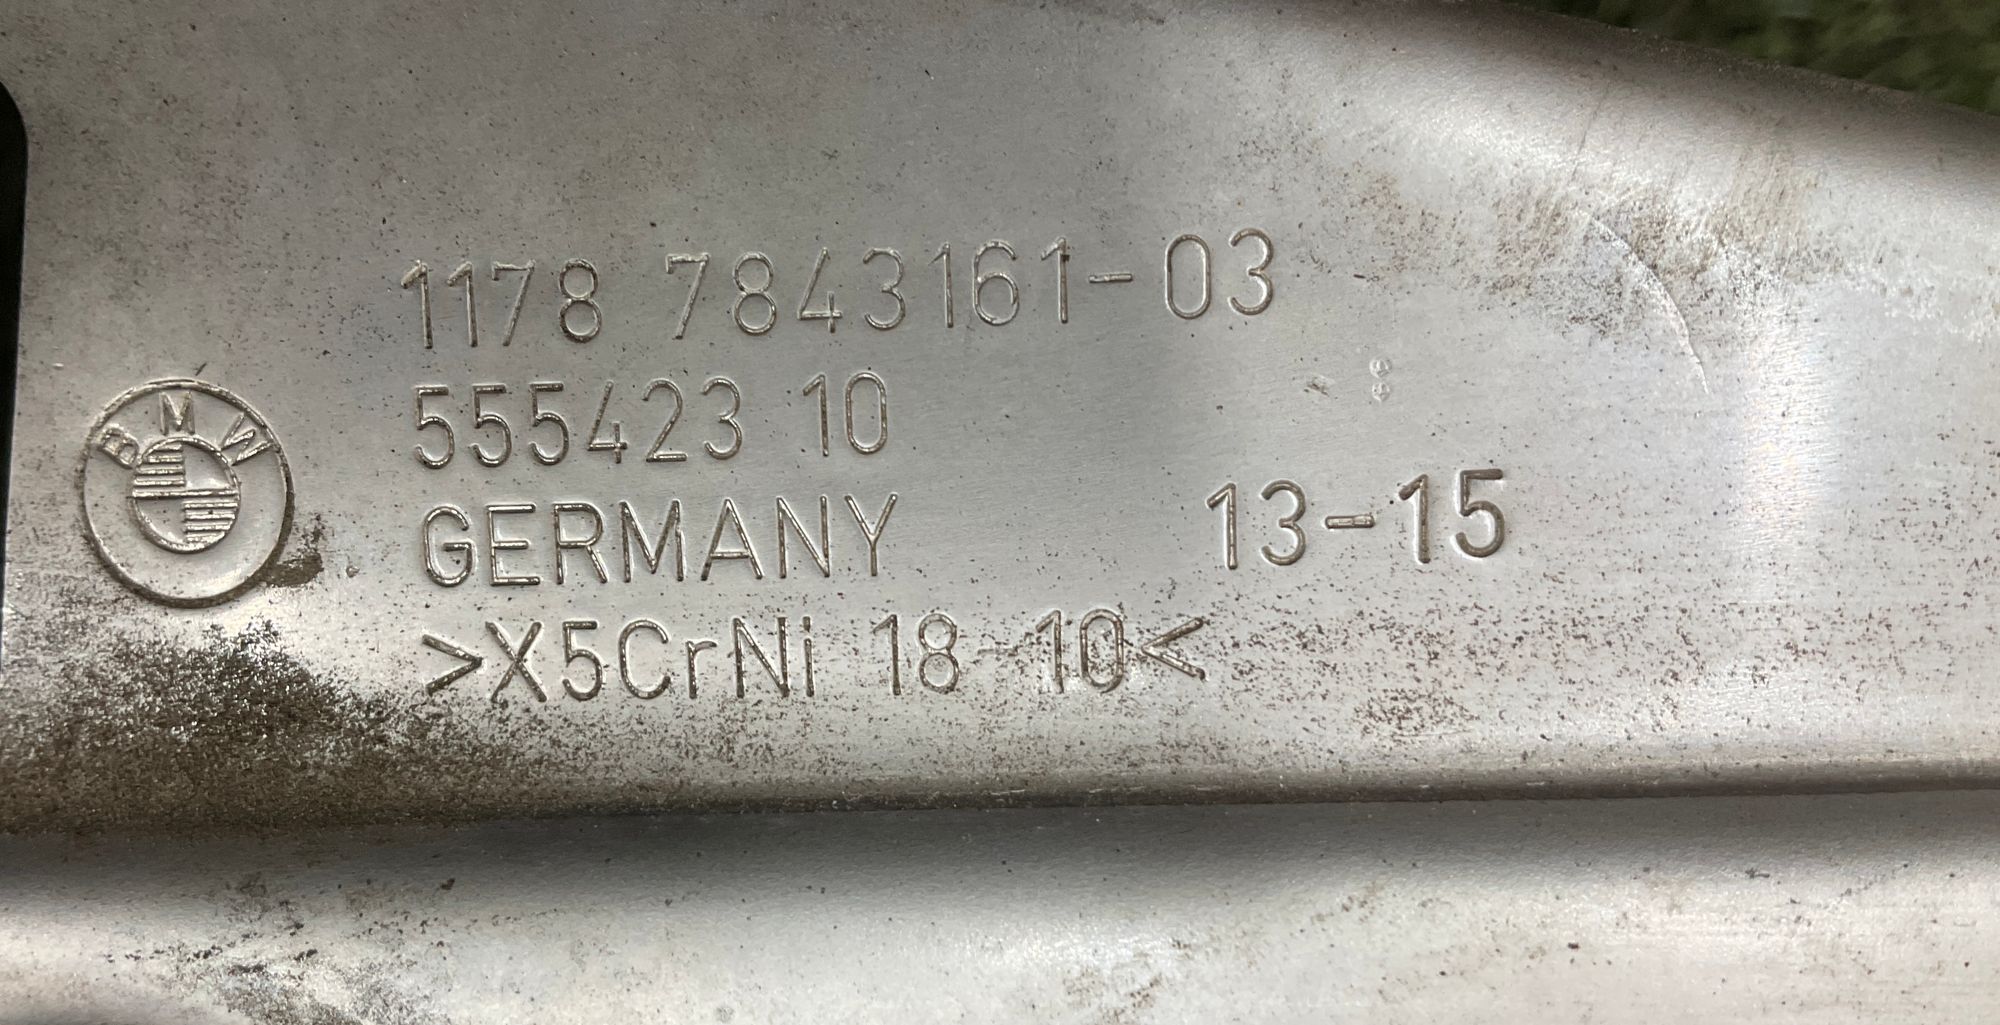 1178 7843161-03
555423 10
BMW
GERMANY 13-15
>X5CrNi 18-10<